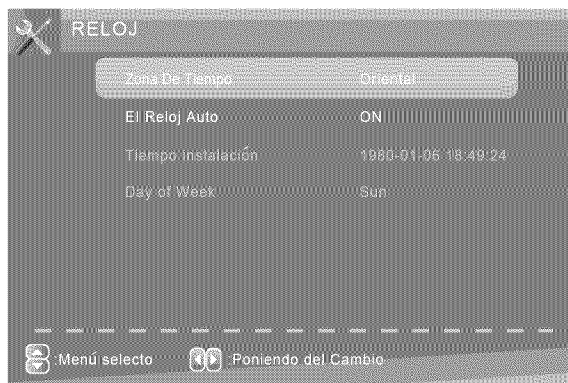 RELOJ
Zona De Tiempo Oriental
El Reloj Auto ON
Tiempo Instalación 1980-01-06 18:49:24
Day of Week Sun
:Menú selecto :Poniendo del Cambio